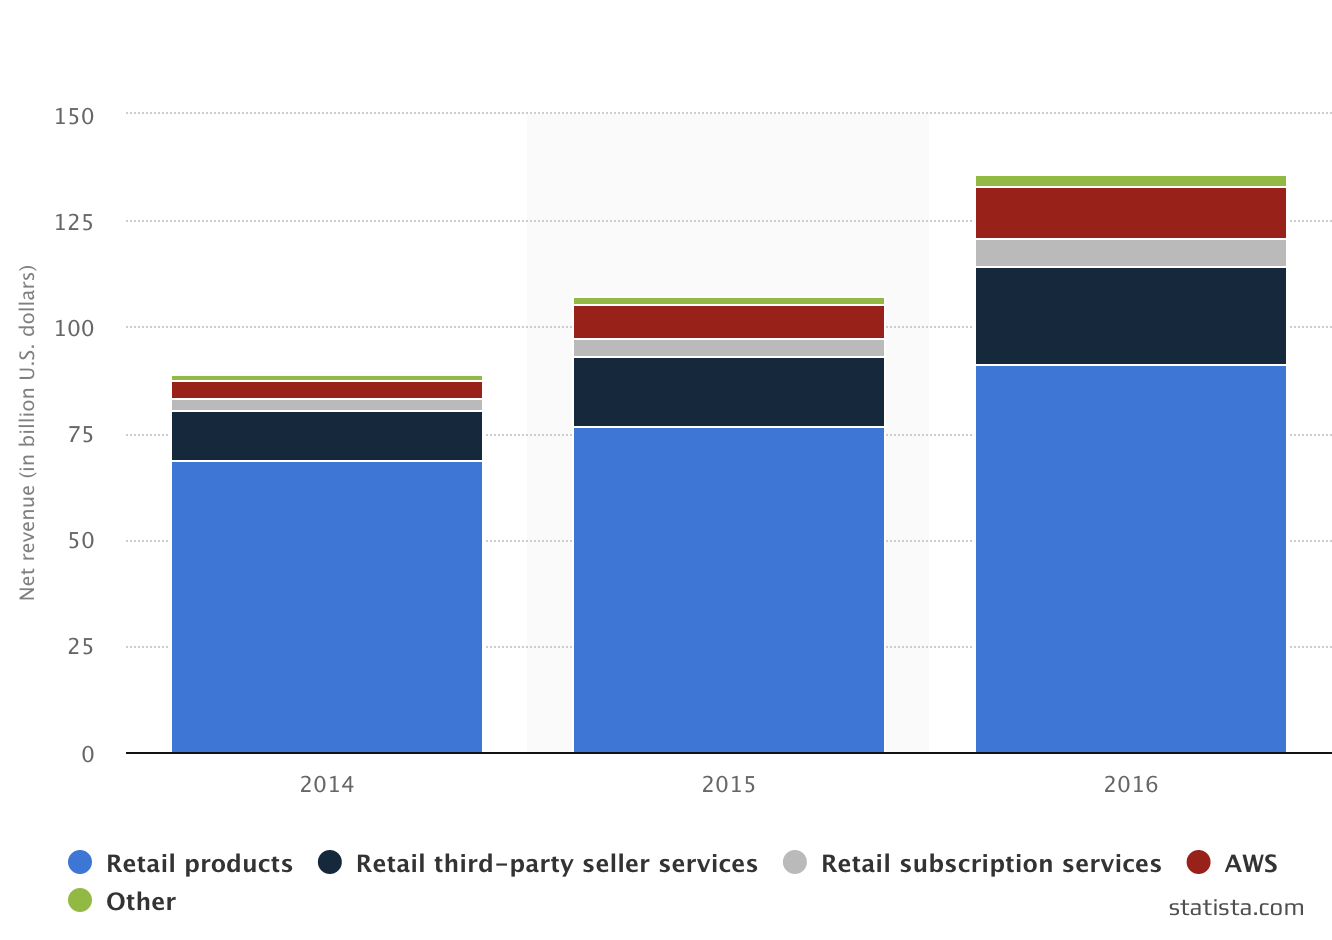 Net revenue (in billion U.S. dollars)
150
125
100
75
50
25
0
2014 2015 2016
Retail products Retail third-party seller services Retail subscription services AWS
Other
statista.com